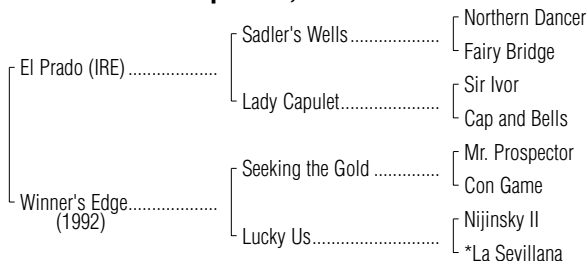 Northern Dancer
Sadler's Wells
Fairy Bridge
El Prado (IRE)
Sir Ivor
Lady Capulet
Cap and Bells
Mr. Prospector
Seeking the Gold
Con Game
Winner's Edge
(1992)
Nijinsky II
Lucky Us
*La Sevillana